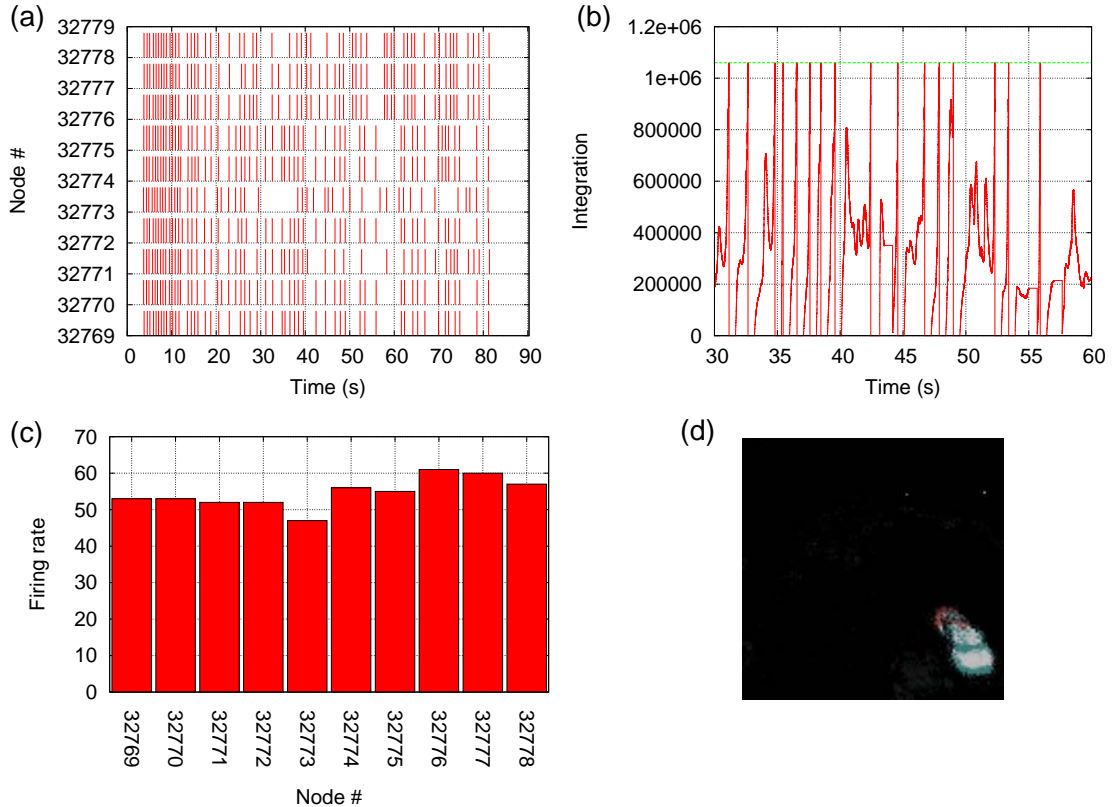 (a)
Node #
32779
32778
32777
32776
32775
32774
32773
32772
32771
32770
32769
0 10 20 30 40 50 60 70 80 90
Time (s)
(b)
Integration
1.2e+06
1e+06
800000
600000
400000
200000
0
30 35 40 45 50 55 60
Time (s)
(c)
Firing rate
70
60
50
40
30
20
10
0
32769 32770 32771 32772 32773 32774 32775 32776 32777 32778
Node #
(d)